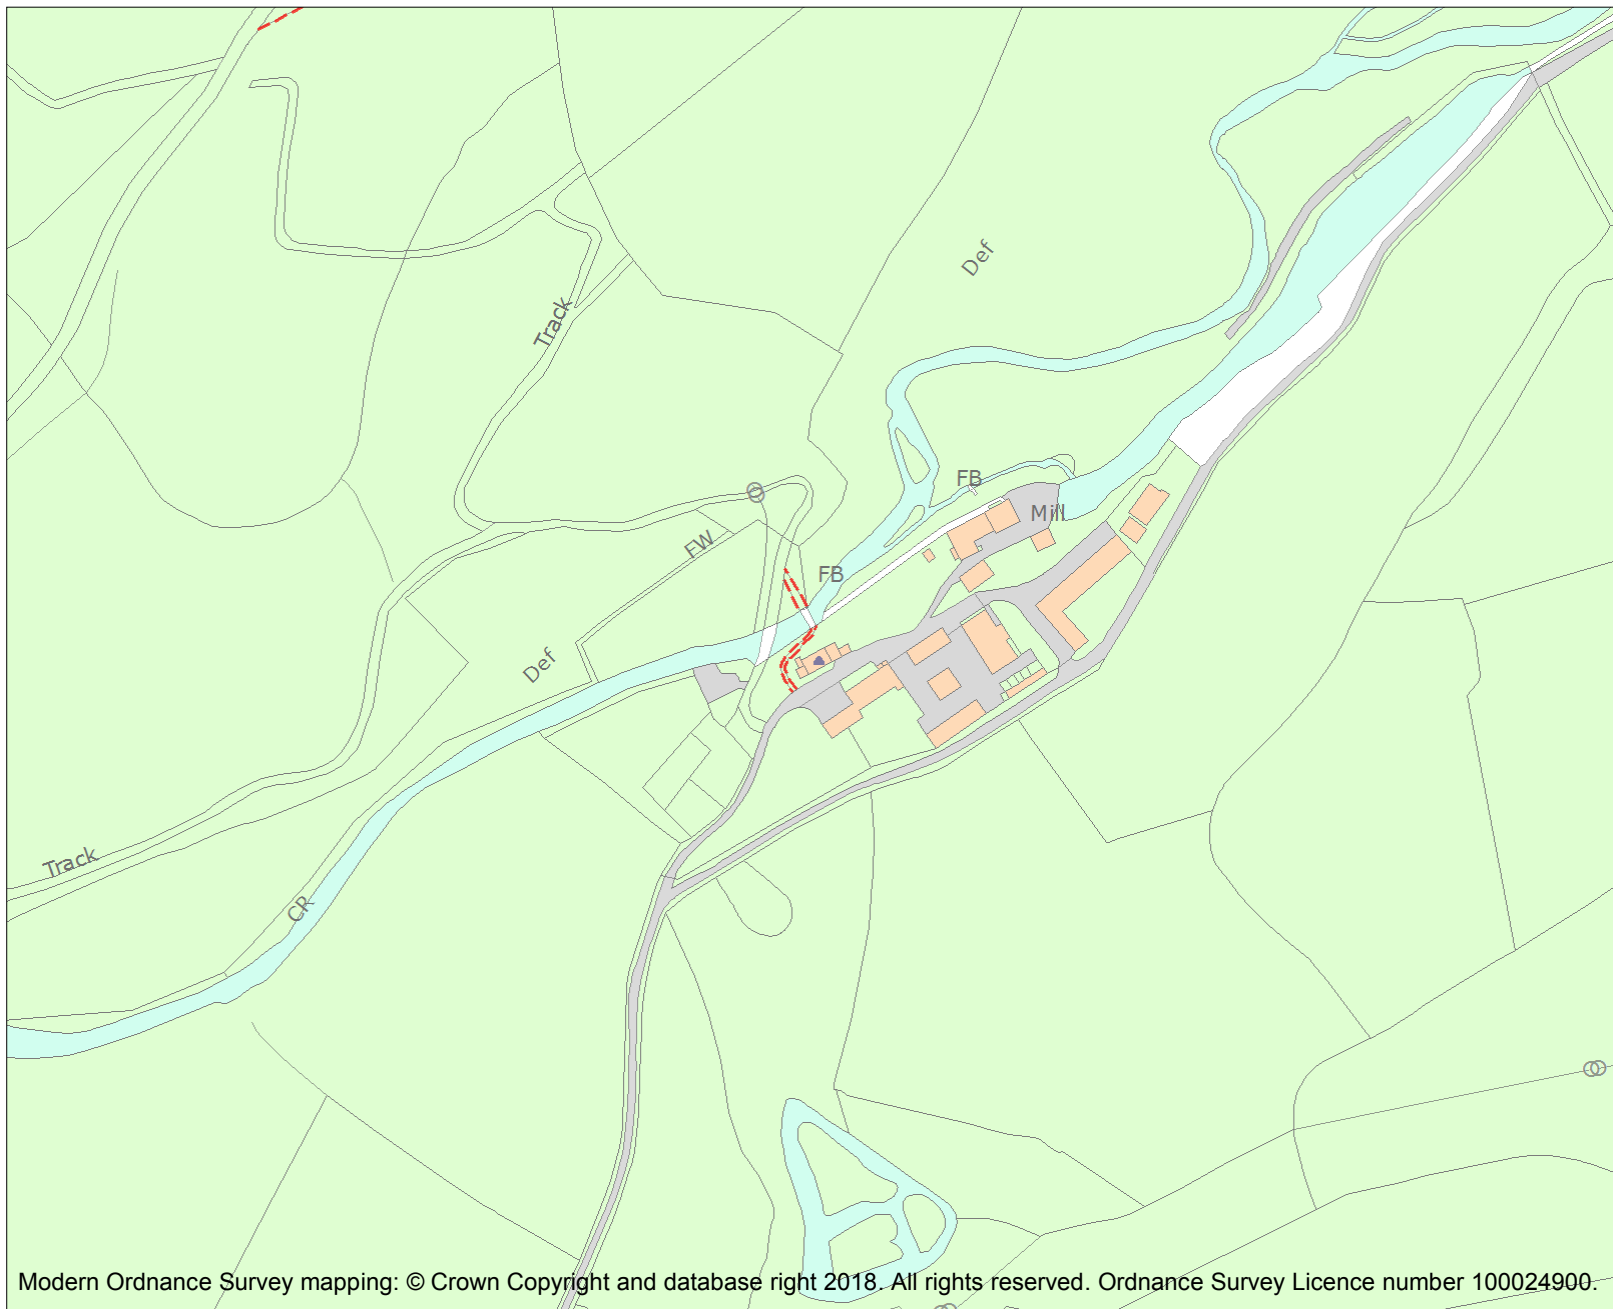 Def
Track
FB
Mill
FW
FB
Def
Track
CR
Modern Ordnance Survey mapping: © Crown Copyright and database right 2018. All rights reserved. Ordnance Survey Licence number 100024900.